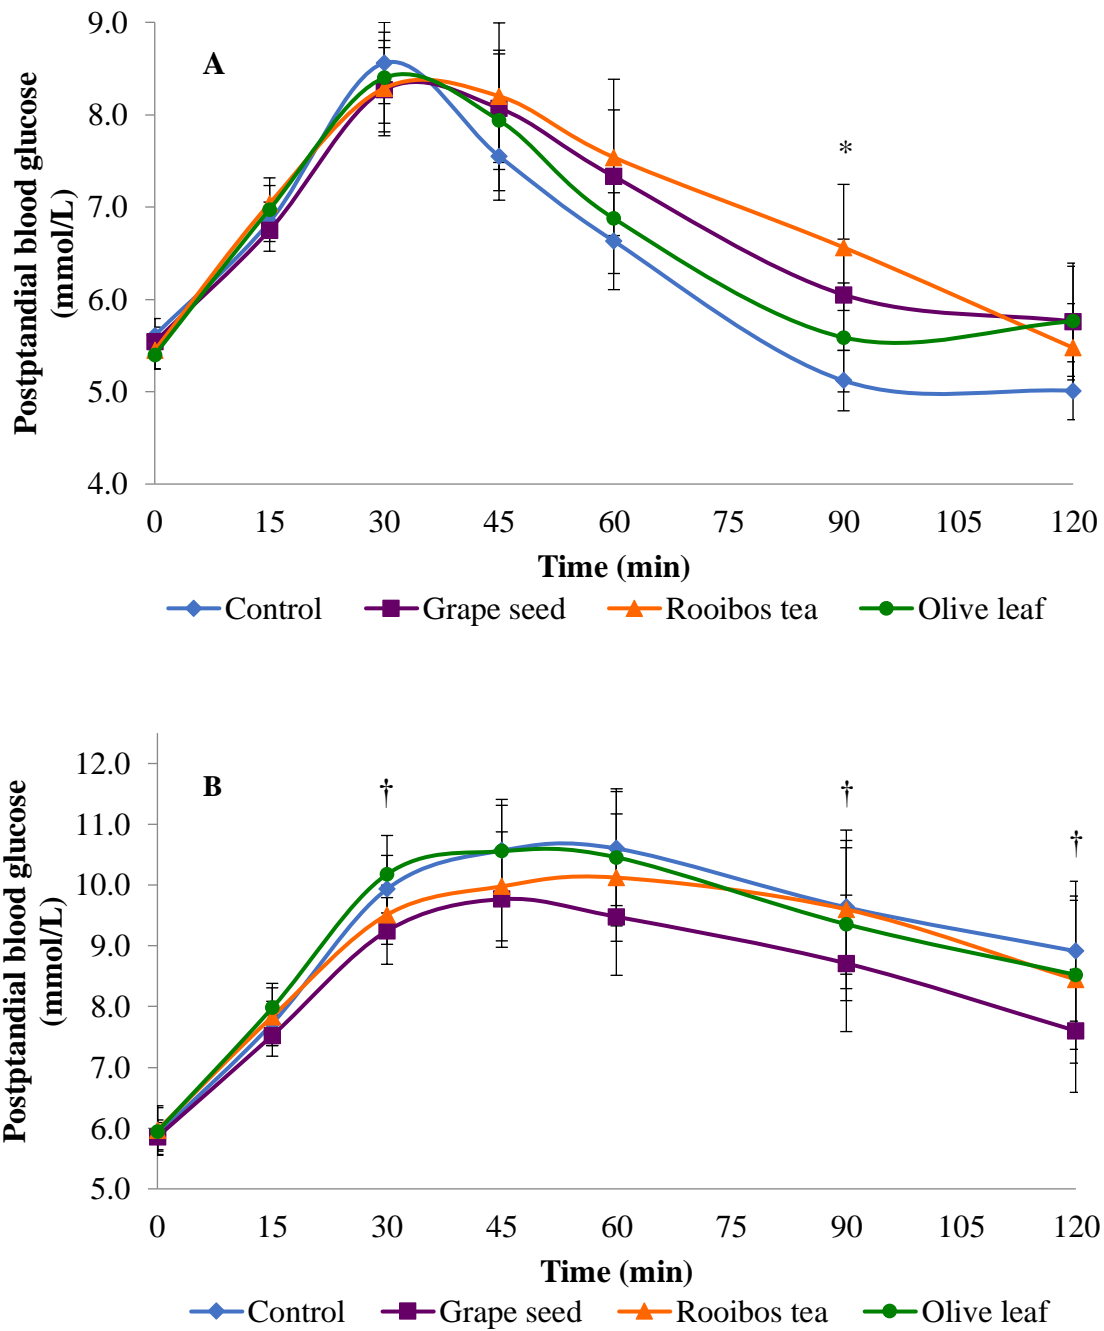 A
Postptandial blood glucose
(mmol/L)
9.0
8.0
7.0
6.0
5.0
4.0
*
0 15 30 45 60 75 90 105 120
Time (min)
Control Grape seed Rooibos tea Olive leaf
B
Postptandial blood glucose
(mmol/L)
12.0
11.0
10.0
9.0
8.0
7.0
6.0
5.0
† † †
0 15 30 45 60 75 90 105 120
Time (min)
Control Grape seed Rooibos tea Olive leaf